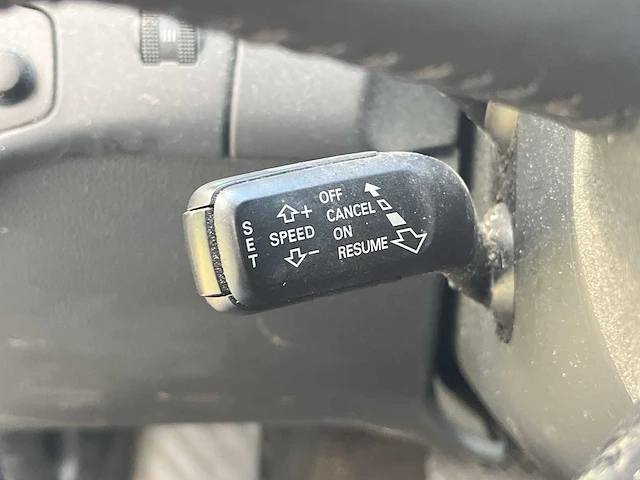 SET
SPEED
+
−
OFF
CANCEL
ON
RESUME